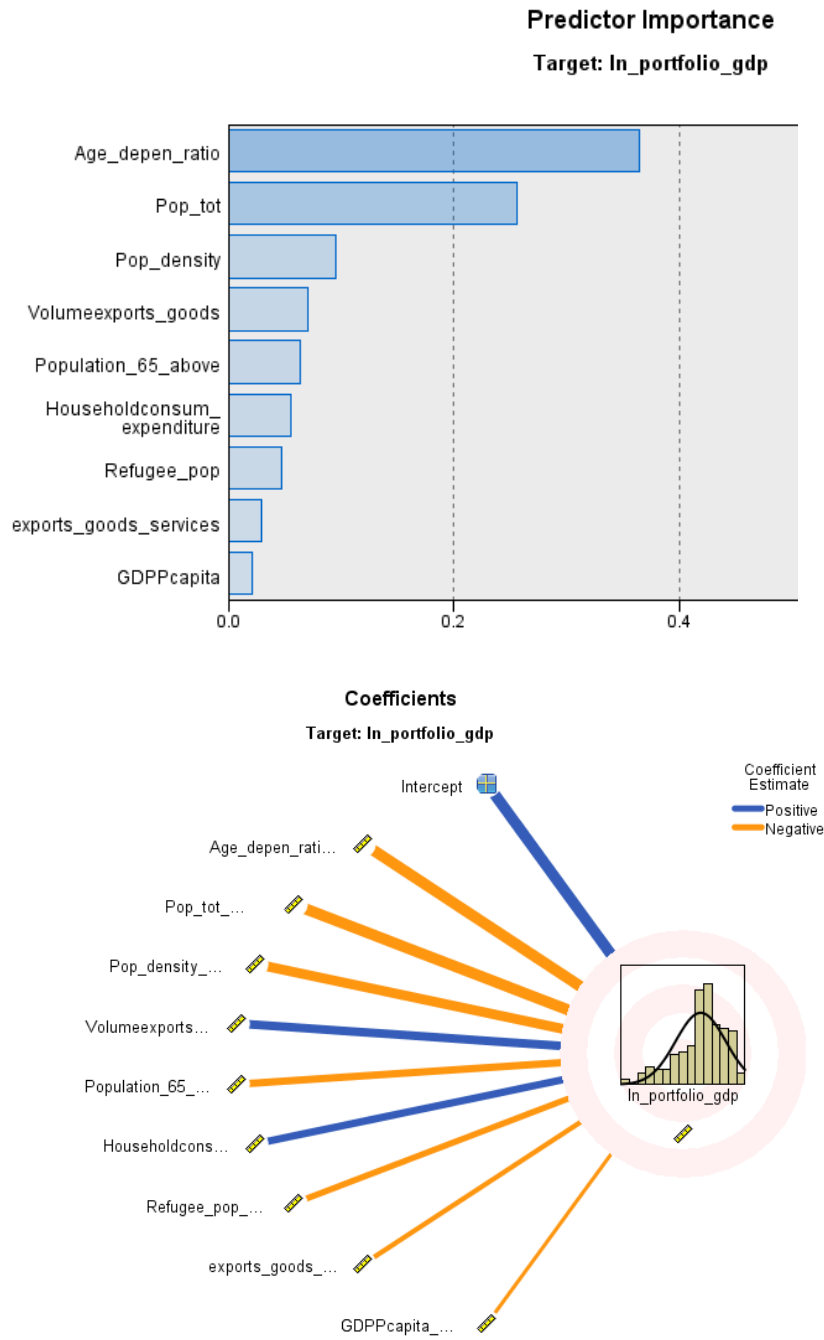 Predictor Importance
Target: ln_portfolio_gdp
Age_depen_ratio
Pop_tot
Pop_density
Volumeexports_goods
Population_65_above
Householdconsum_
expenditure
Refugee_pop
exports_goods_services
GDPPcapita
0.0 0.2 0.4
Coefficients
Target: ln_portfolio_gdp
Coefficient
Estimate
Positive
Negative
Intercept
Age_depen_rati...
Pop_tot_...
Pop_density_...
Volumeexports...
Population_65_...
Householdcons...
Refugee_pop_...
exports_goods_...
GDPPcapita_...
ln_portfolio_gdp